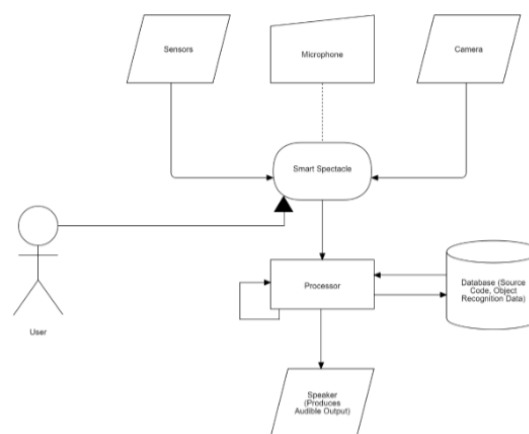 Sensors
Microphone
Camera
Smart Spectacle
User
Processor
Database (Source
Code, Object
Recognition Data)
Speaker
(Produces
Audible Output)